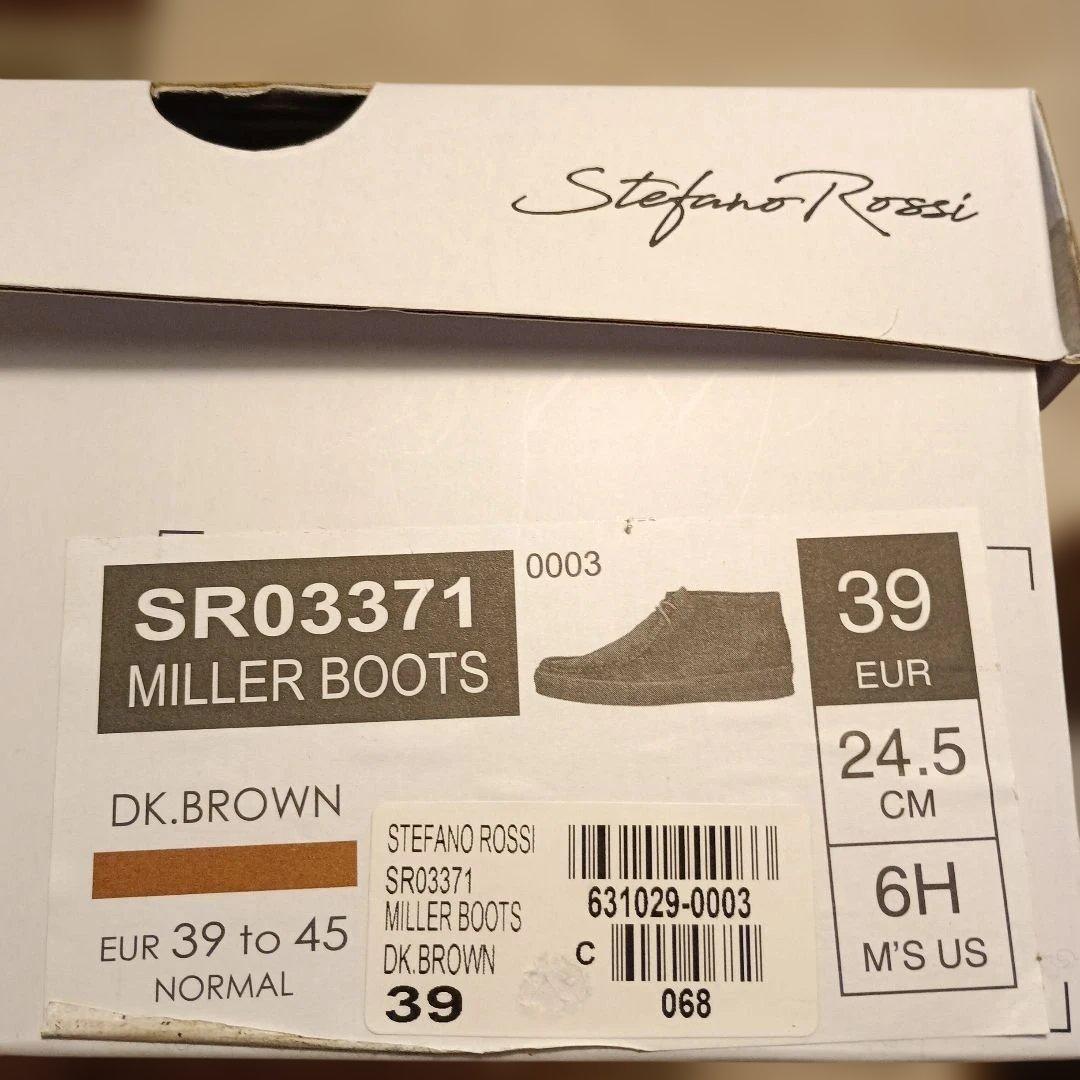 Stefano Rossi
SR03371
MILLER BOOTS
0003
39
EUR
24.5
CM
6H
M'S US
DK.BROWN
EUR 39 to 45
NORMAL
STEFANO ROSSI
SR03371
MILLER BOOTS
DK.BROWN
39
631029-0003
C
068